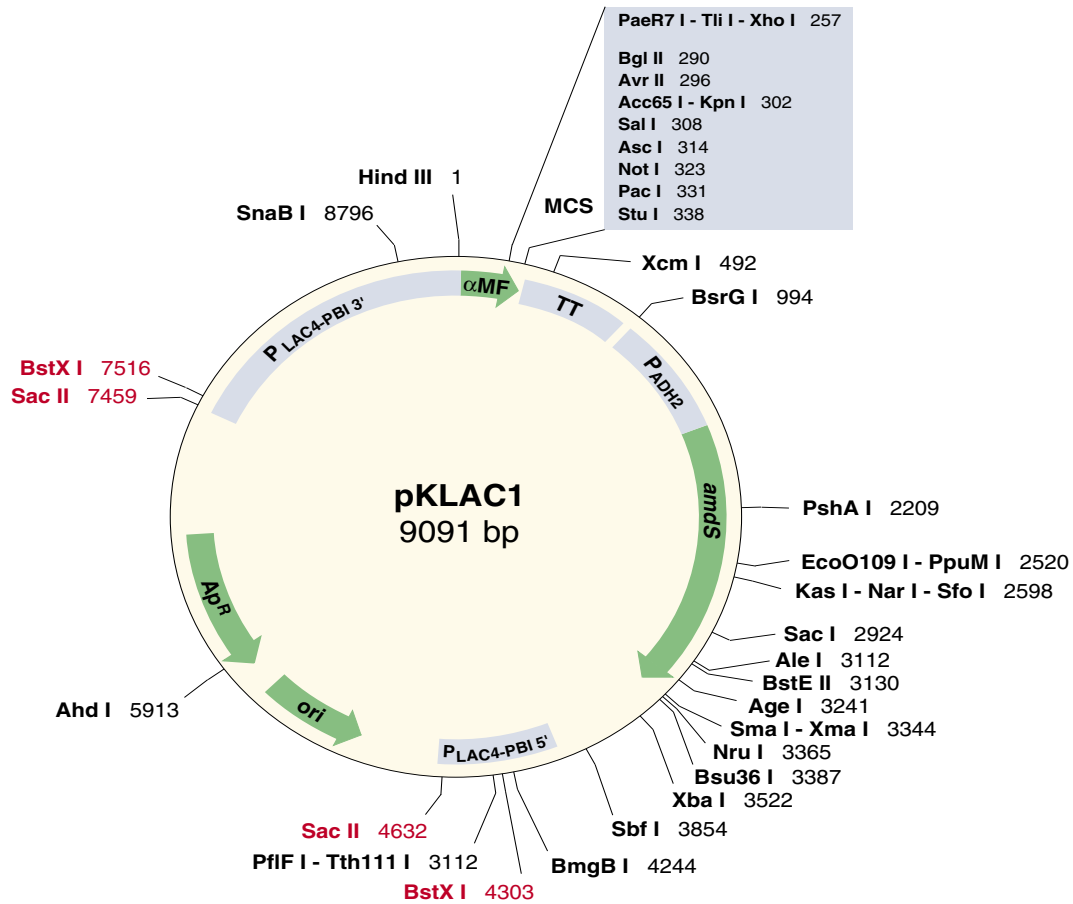 PaeR7 I - Tli I - Xho I 257
Bgl II 290
Avr II 296
Acc65 I - Kpn I 302
Sal I 308
Asc I 314
Not I 323
Pac I 331
Stu I 338
MCS
Hind III 1
SnaB I 8796
Xcm I 492
BsrG I 994
αMF
TT
P LAC4-PBI 3'
PADH2
BstX I 7516
Sac II 7459
pKLAC1
9091 bp
amdS
PshA I 2209
EcoO109 I - PpuM I 2520
Kas I - Nar I - Sfo I 2598
ApR
Sac I 2924
Ale I 3112
BstE II 3130
Age I 3241
Sma I - Xma I 3344
Nru I 3365
Bsu36 I 3387
Xba I 3522
Ahd I 5913
ori
PLAC4-PBI 5'
Sbf I 3854
Sac II 4632
PflF I - Tth111 I 3112
BmgB I 4244
BstX I 4303